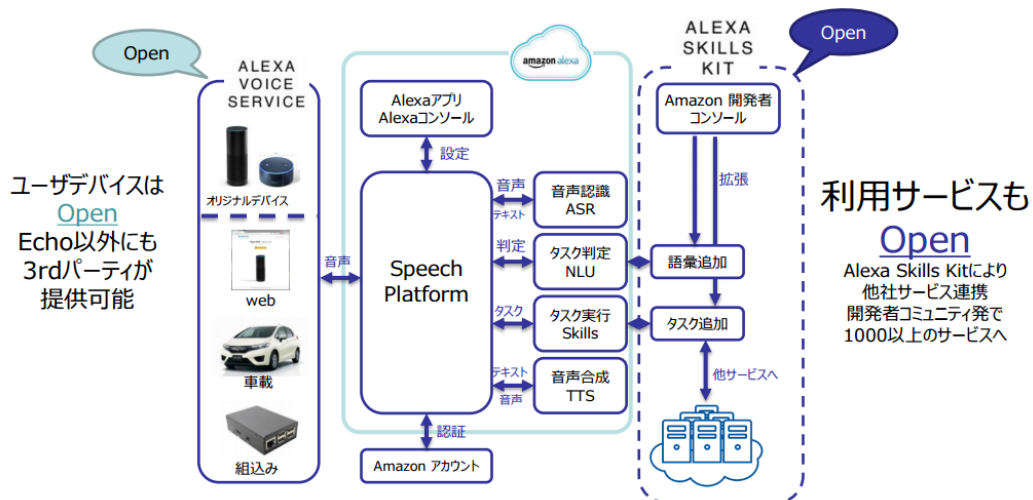 Open
ALEXA
VOICE
SERVICE
オリジナルデバイス
web
車載
組込み
ユーザデバイスは
Open
Echo以外にも
3rdパーティが
提供可能
音声
amazon alexa
Alexaアプリ
Alexaコンソール
設定
Speech
Platform
認証
Amazon アカウント
音声
テキスト
音声認識
ASR
判定
タスク判定
NLU
タスク
タスク実行
Skills
テキスト
音声
音声合成
TTS
ALEXA
SKILLS
KIT
Open
Amazon 開発者
コンソール
拡張
語彙追加
タスク追加
他サービスへ
利用サービスも
Open
Alexa Skills Kitにより
他社サービス連携
開発者コミュニティ発で
1000以上のサービスへ